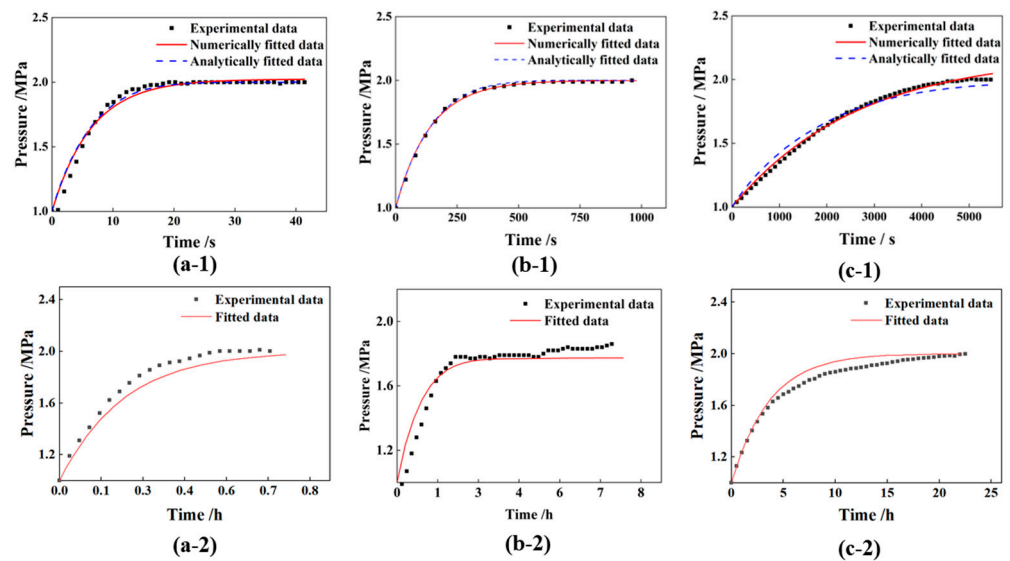 2.5
2.0
1.5
1.0
Pressure /MPa
Experimental data
Numerically fitted data
Analytically fitted data
0 10 20 30 40
Time /s
(a-1)
2.5
2.0
1.5
1.0
Pressure /MPa
Experimental data
Numerically fitted data
Analytically fitted data
0 250 500 750 1000
Time /s
(b-1)
2.5
2.0
1.5
1.0
Pressure / MPa
Experimental data
Numerically fitted data
Analytically fitted data
0 1000 2000 3000 4000 5000
Time / s
(c-1)
2.4
2.0
1.6
1.2
Pressure /MPa
Experimental data
Fitted data
0.0 0.1 0.3 0.4 0.6 0.7 0.8
Time /h
(a-2)
2.0
1.6
1.2
Pressure /MPa
Experimental data
Fitted data
0 1 3 4 6 7 8
Time /h
(b-2)
2.4
2.0
1.6
1.2
Pressure /MPa
Experimental data
Fitted data
0 5 10 15 20 25
Time /h
(c-2)